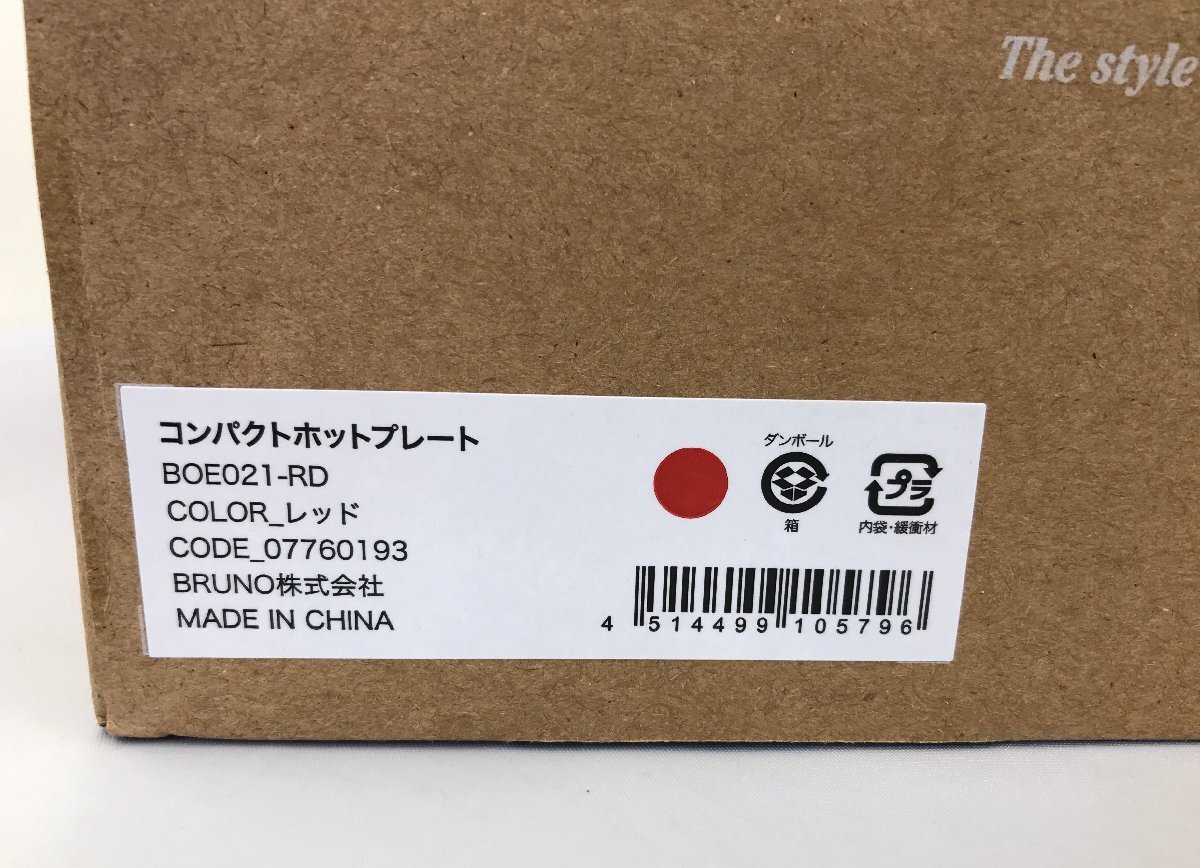 The style
コンパクトホットプレート
BOE021-RD
COLOR_レッド
CODE_07760193
BRUNO株式会社
MADE IN CHINA
ダンボール
箱
プラ
内袋・緩衝材
4 514499 105796